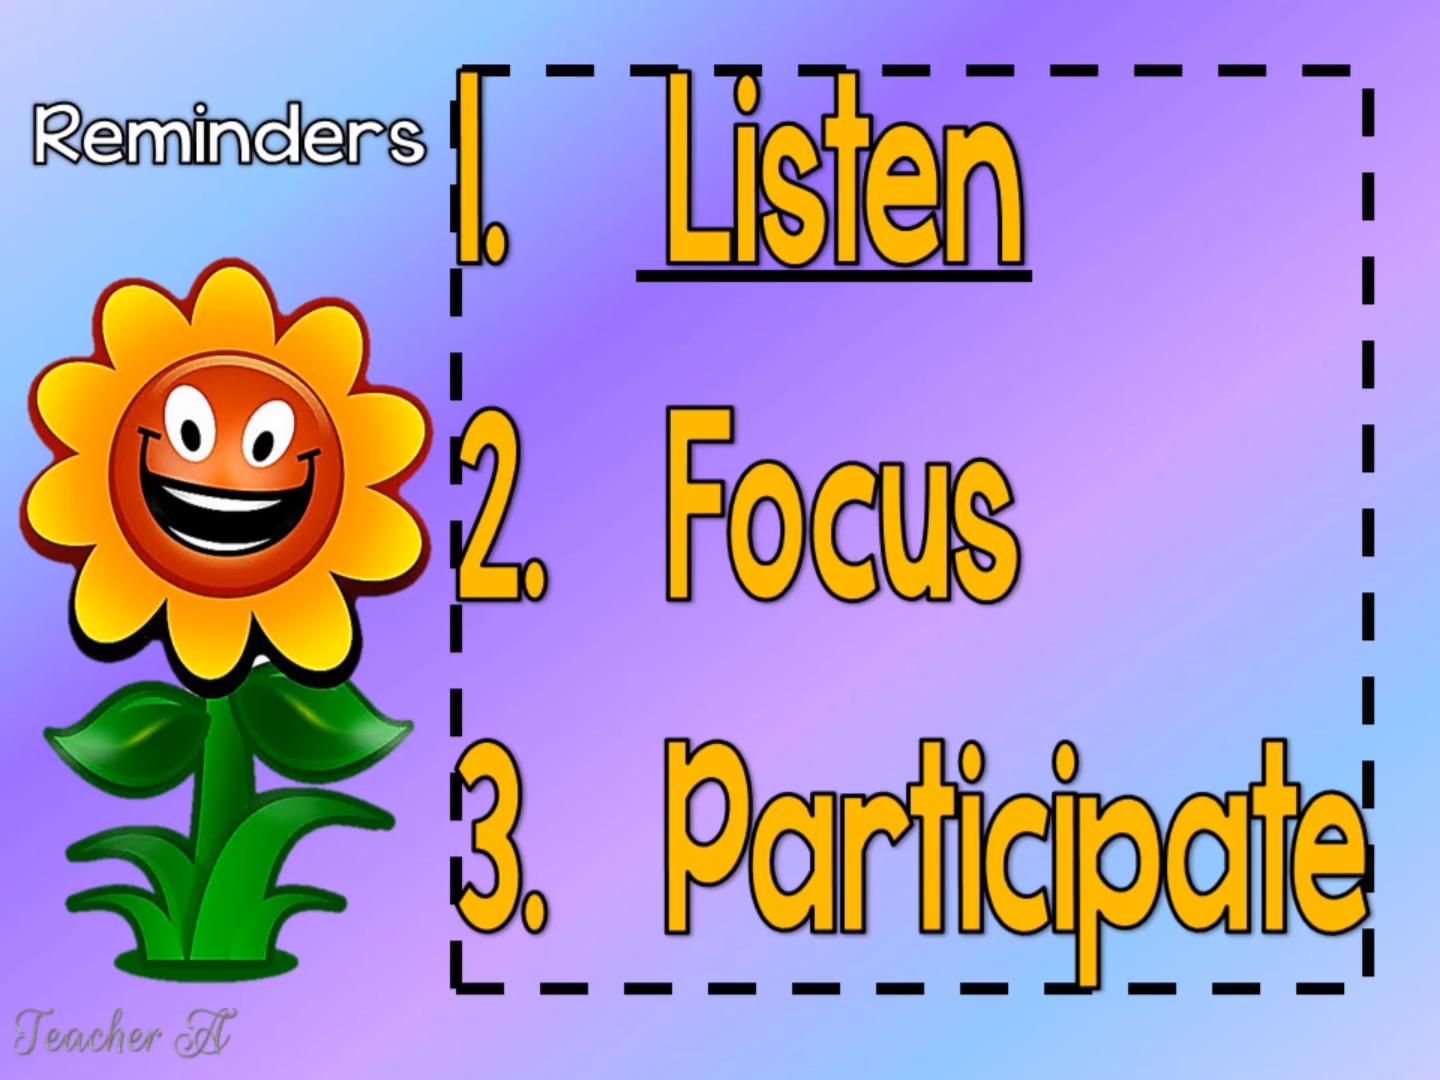 Reminders
1. Listen
2. Focus
3. Participate
Teacher A